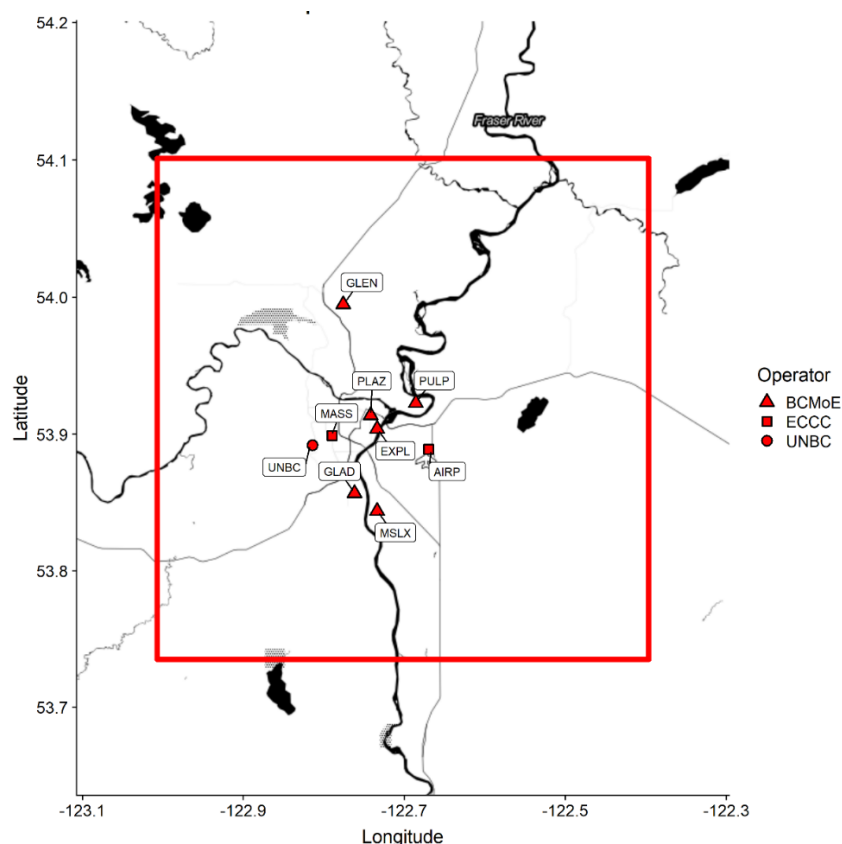 54.2
Fraser River
54.1
GLEN
54.0
Latitude
Operator
BCMoE
ECCC
UNBC
PLAZ
PULP
MASS
53.9
EXPL
UNBC
GLAD
AIRP
MSLX
53.8
53.7
-123.1
-122.9
-122.7
-122.5
-122.3
Longitude